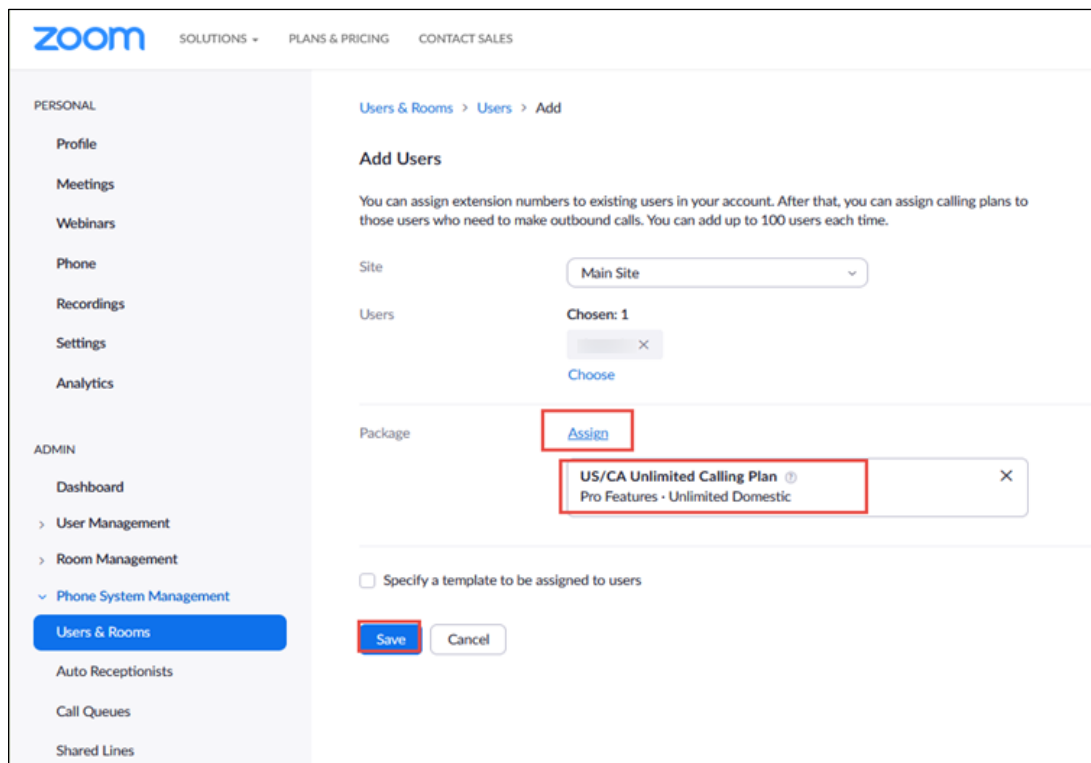 zoom SOLUTIONS PLANS & PRICING CONTACT SALES
PERSONAL
Profile
Meetings
Webinars
Phone
Recordings
Settings
Analytics
ADMIN
Dashboard
User Management
Room Management
Phone System Management
Users & Rooms
Auto Receptionists
Call Queues
Shared Lines
Users & Rooms > Users > Add
Add Users
You can assign extension numbers to existing users in your account. After that, you can assign calling plans to
those users who need to make outbound calls. You can add up to 100 users each time.
Site Main Site
Users Chosen: 1
Choose
Package Assign
US/CA Unlimited Calling Plan
Pro Features · Unlimited Domestic
Specify a template to be assigned to users
Save Cancel